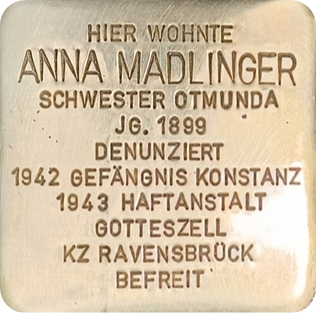 HIER WOHNTE
ANNA MADLINGER
SCHWESTER OTMUNDA
JG. 1899
DENUNZIERT
1942 GEFÄNGNIS KONSTANZ
1943 HAFTANSTALT
GOTTESZELL
KZ RAVENSBRÜCK
BEFREIT